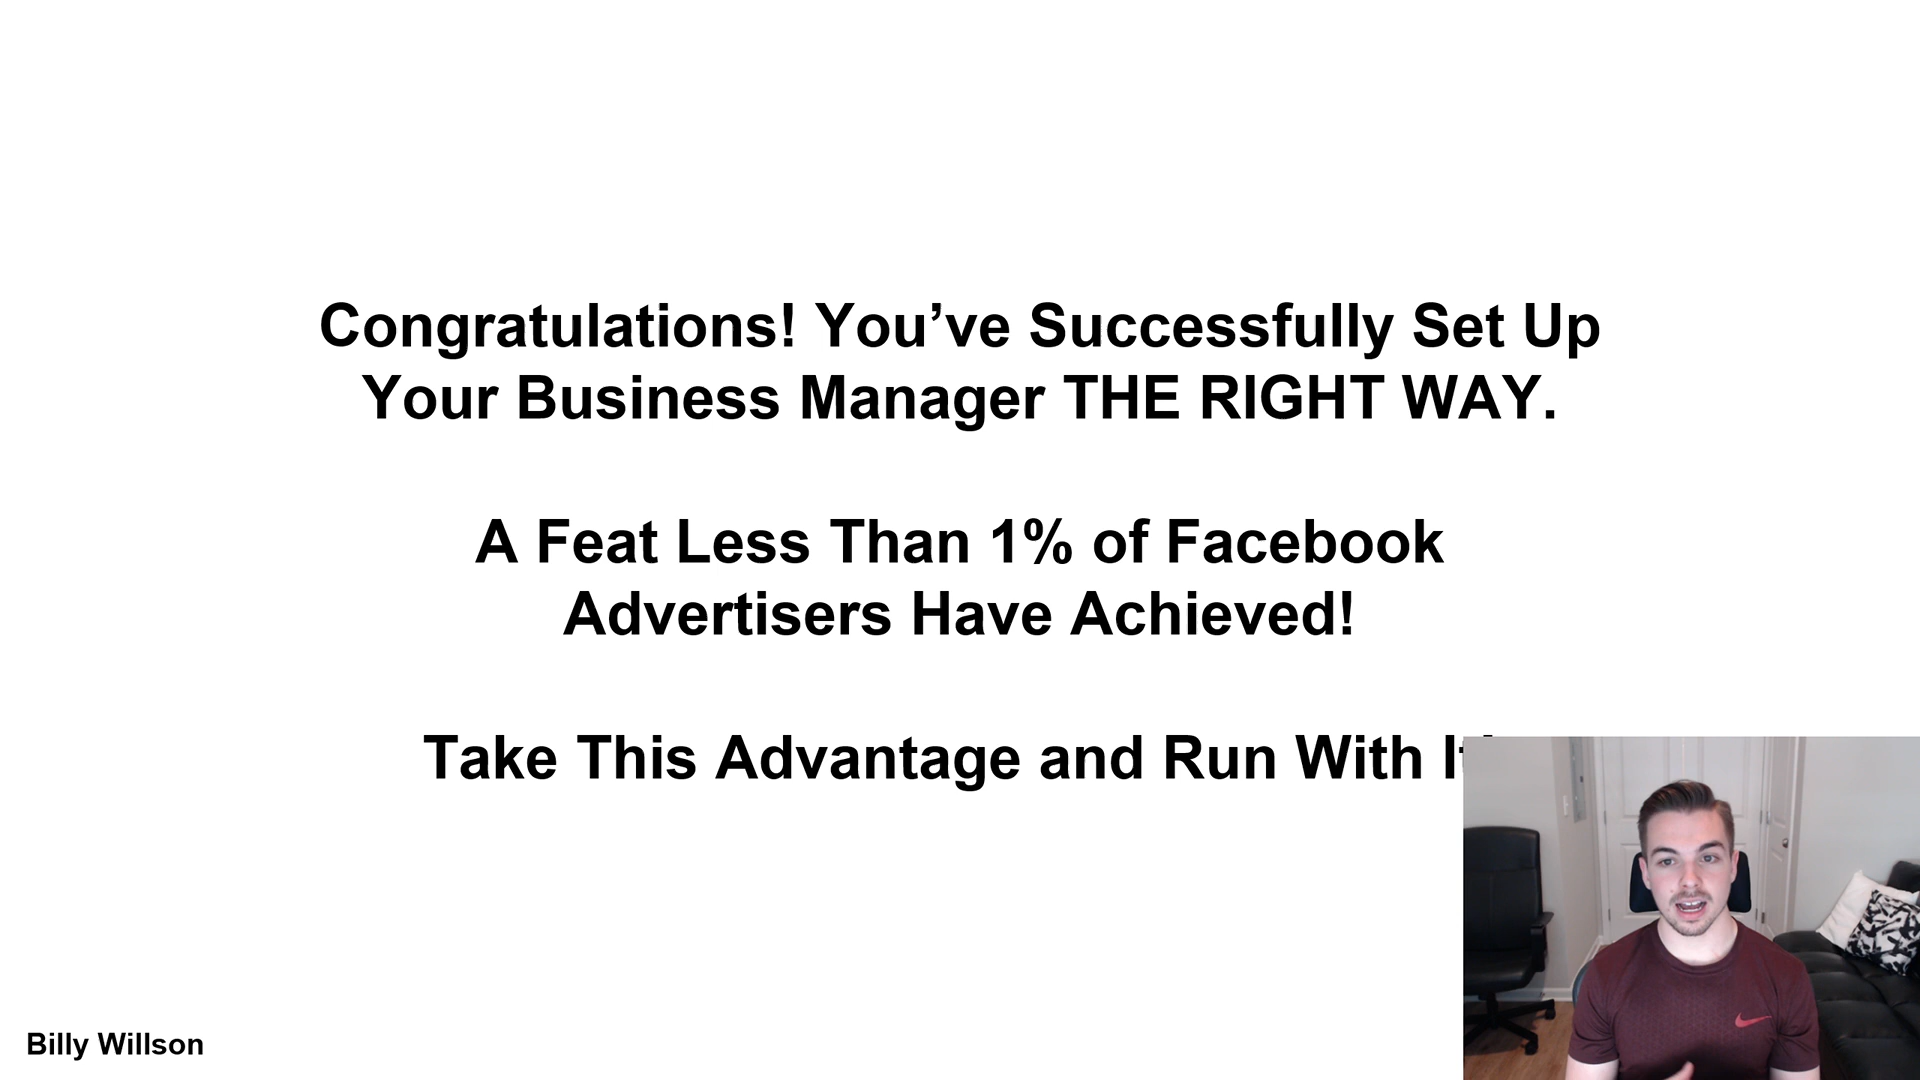 Congratulations! You’ve Successfully Set Up
Your Business Manager THE RIGHT WAY.
A Feat Less Than 1% of Facebook
Advertisers Have Achieved!
Take This Advantage and Run With It!
Billy Willson